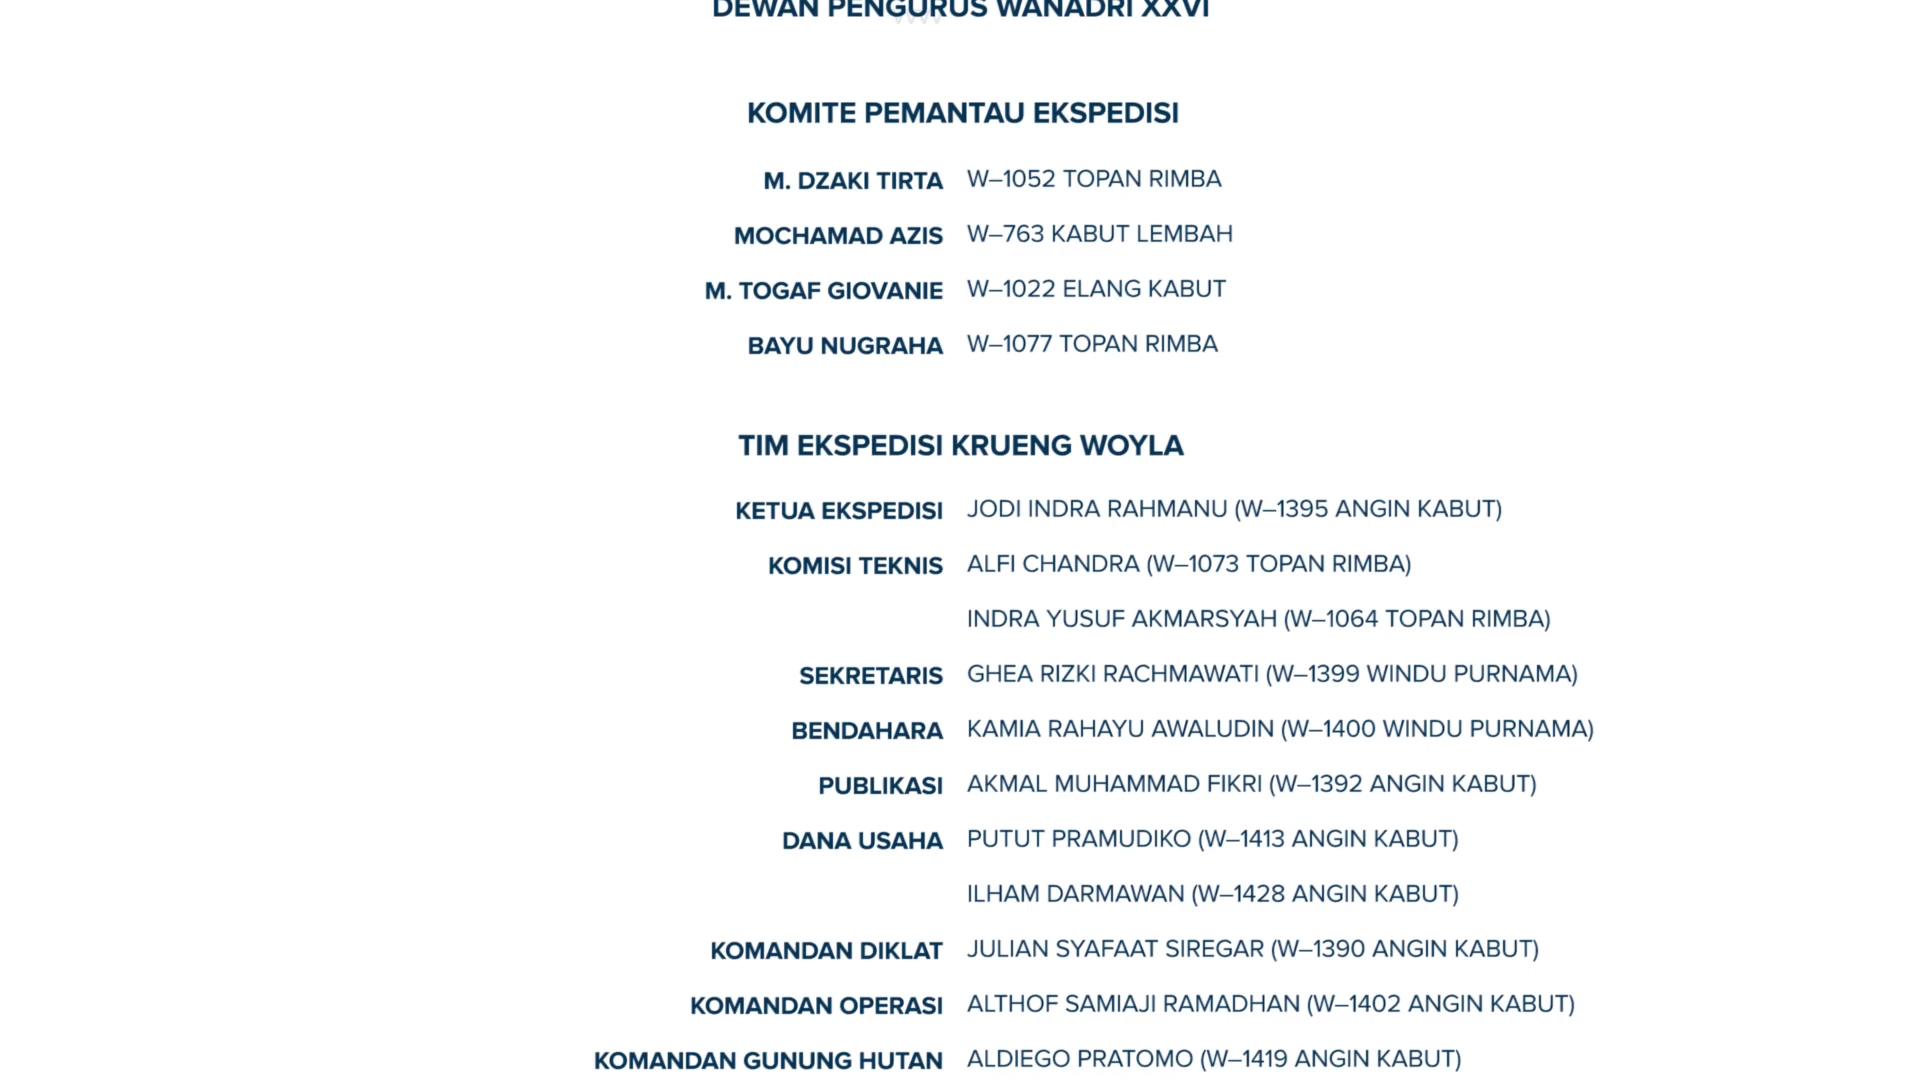 DEWAN PENGURUS WANADRI XXVI
KOMITE PEMANTAU EKSPEDISI
M. DZAKI TIRTA W–1052 TOPAN RIMBA
MOCHAMAD AZIS W–763 KABUT LEMBAH
M. TOGAF GIOVANIE W–1022 ELANG KABUT
BAYU NUGRAHA W–1077 TOPAN RIMBA
TIM EKSPEDISI KRUENG WOYLA
KETUA EKSPEDISI JODI INDRA RAHMANU (W–1395 ANGIN KABUT)
KOMISI TEKNIS ALFI CHANDRA (W–1073 TOPAN RIMBA)
INDRA YUSUF AKMARSYAH (W–1064 TOPAN RIMBA)
SEKRETARIS GHEA RIZKI RACHMAWATI (W–1399 WINDU PURNAMA)
BENDAHARA KAMIA RAHAYU AWALUDIN (W–1400 WINDU PURNAMA)
PUBLIKASI AKMAL MUHAMMAD FIKRI (W–1392 ANGIN KABUT)
DANA USAHA PUTUT PRAMUDIKO (W–1413 ANGIN KABUT)
ILHAM DARMAWAN (W–1428 ANGIN KABUT)
KOMANDAN DIKLAT JULIAN SYAFAAT SIREGAR (W–1390 ANGIN KABUT)
KOMANDAN OPERASI ALTHOF SAMIAJI RAMADHAN (W–1402 ANGIN KABUT)
KOMANDAN GUNUNG HUTAN ALDIEGO PRATOMO (W–1419 ANGIN KABUT)